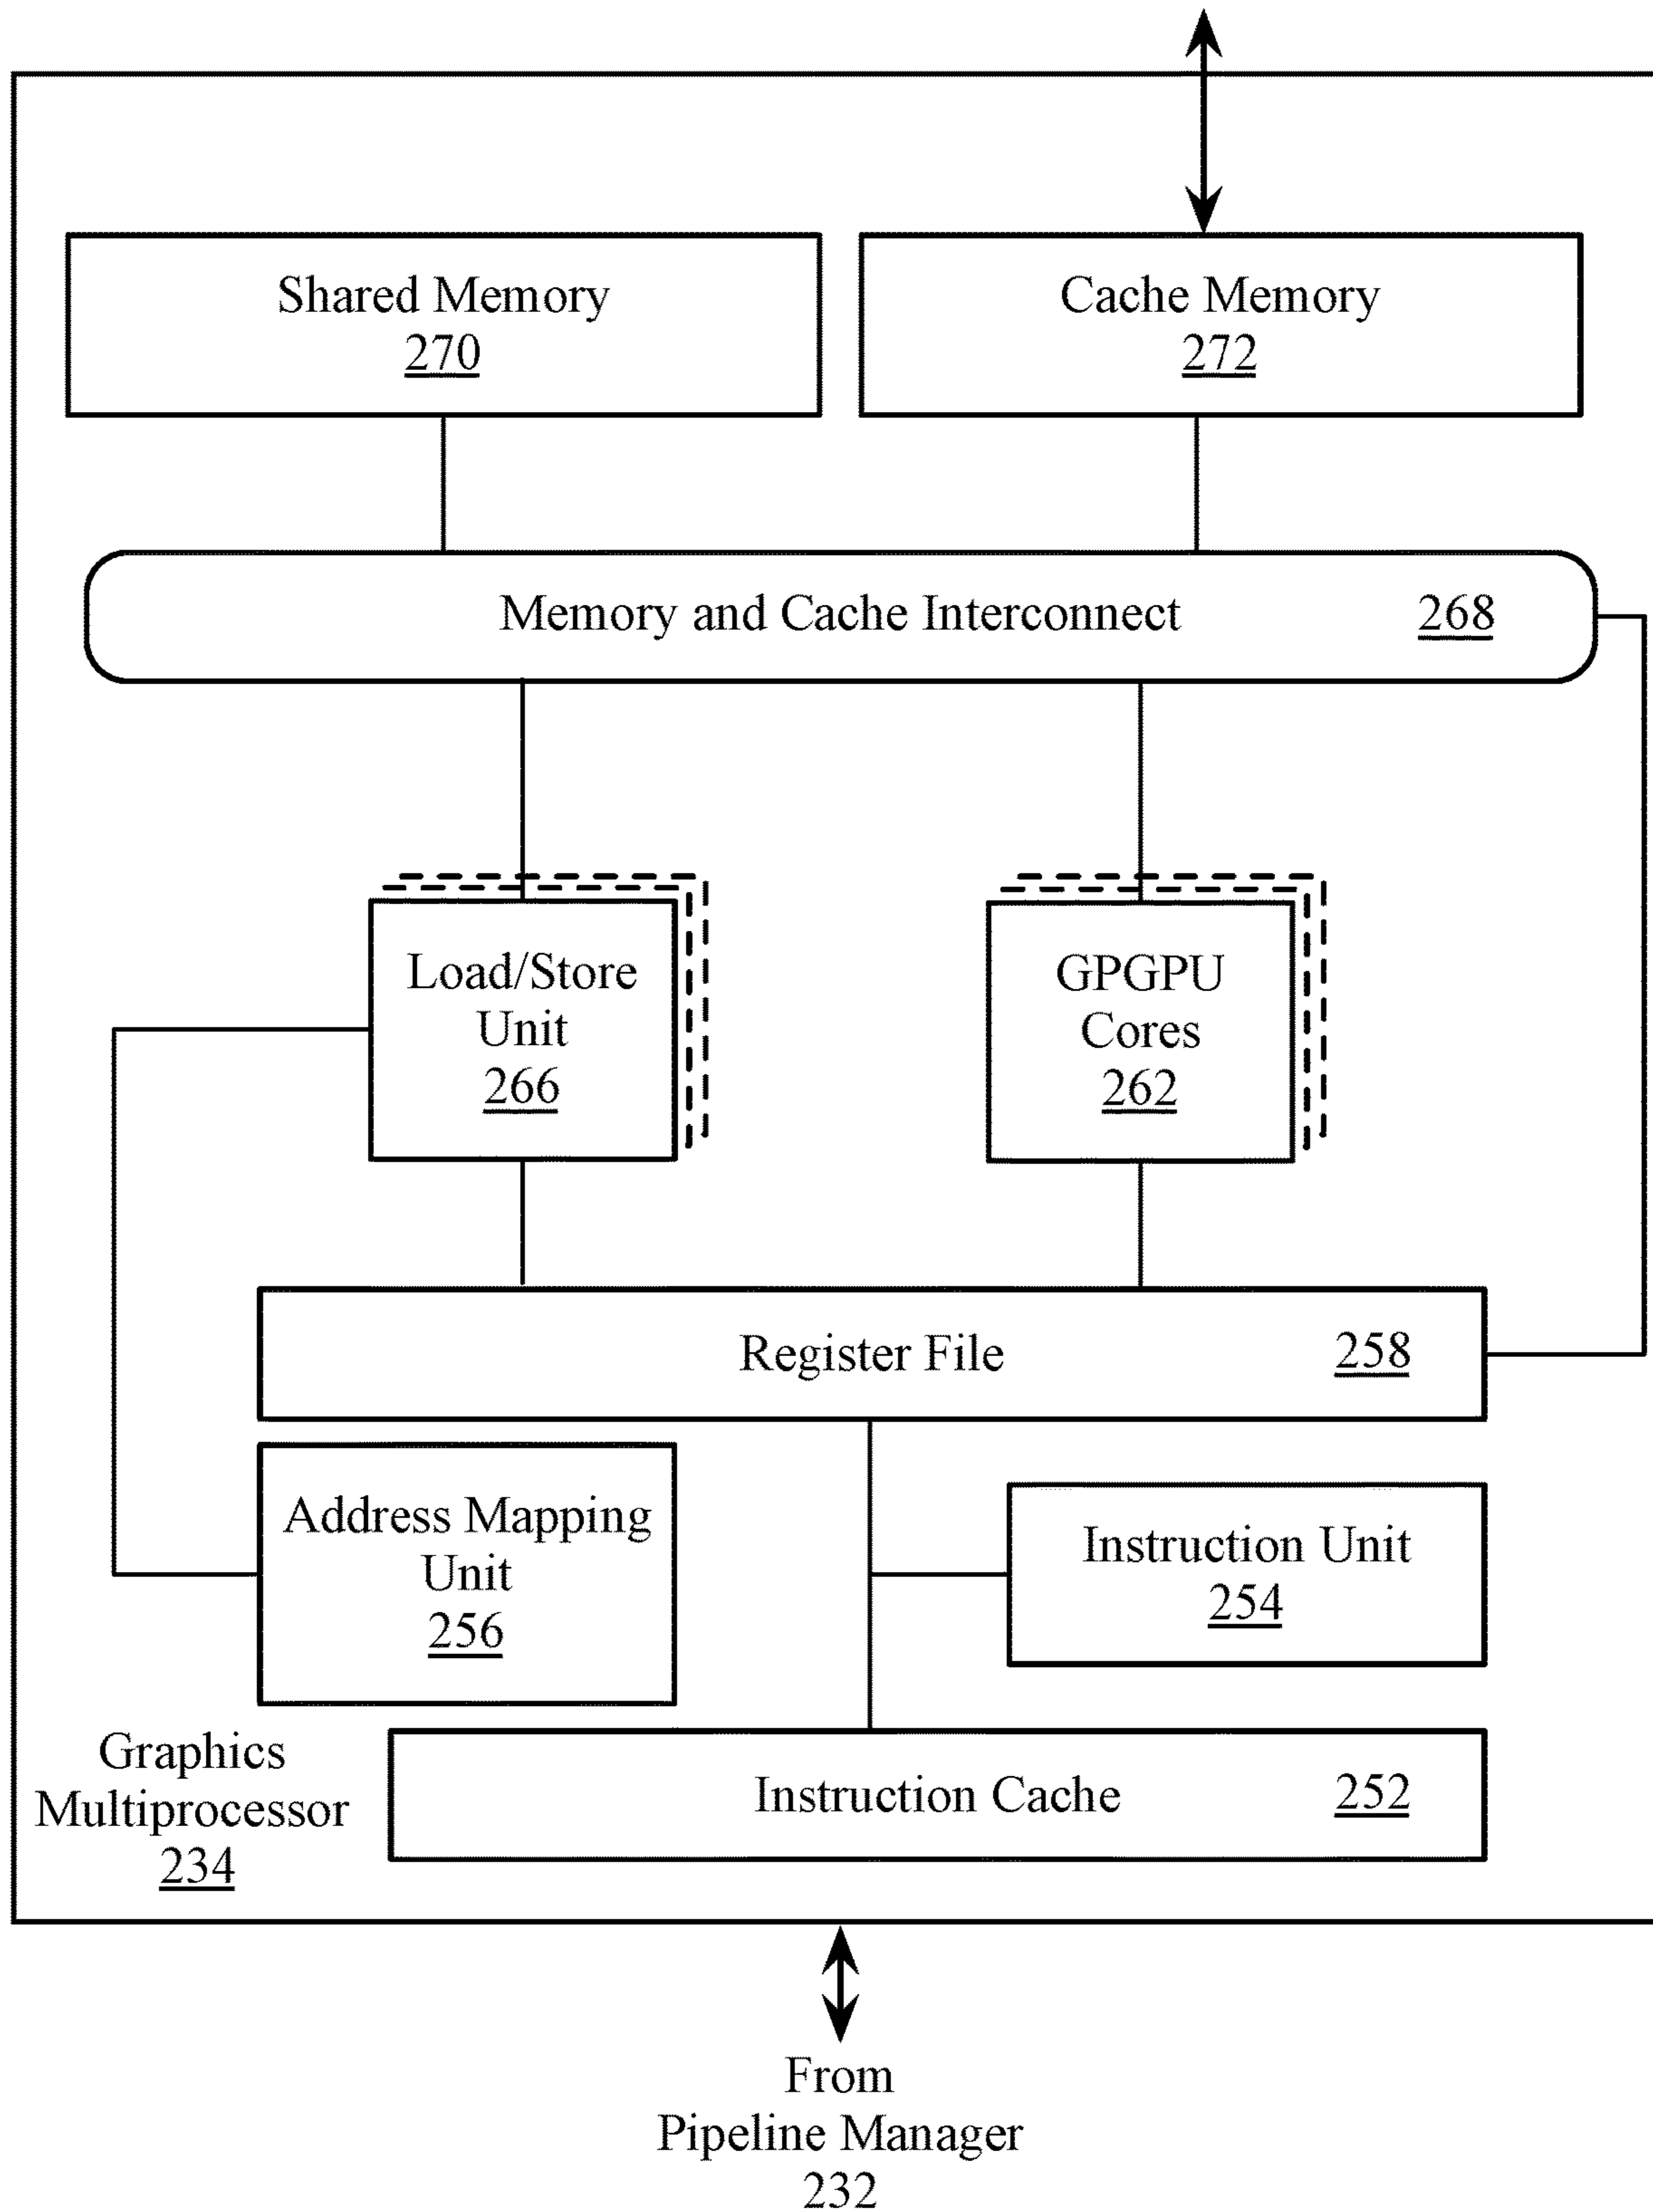 Shared Memory
270
Cache Memory
272
Memory and Cache Interconnect 268
Load/Store
Unit
266
GPGPU
Cores
262
Register File 258
Address Mapping
Unit
256
Instruction Unit
254
Graphics
Multiprocessor
234
Instruction Cache 252
From
Pipeline Manager
232